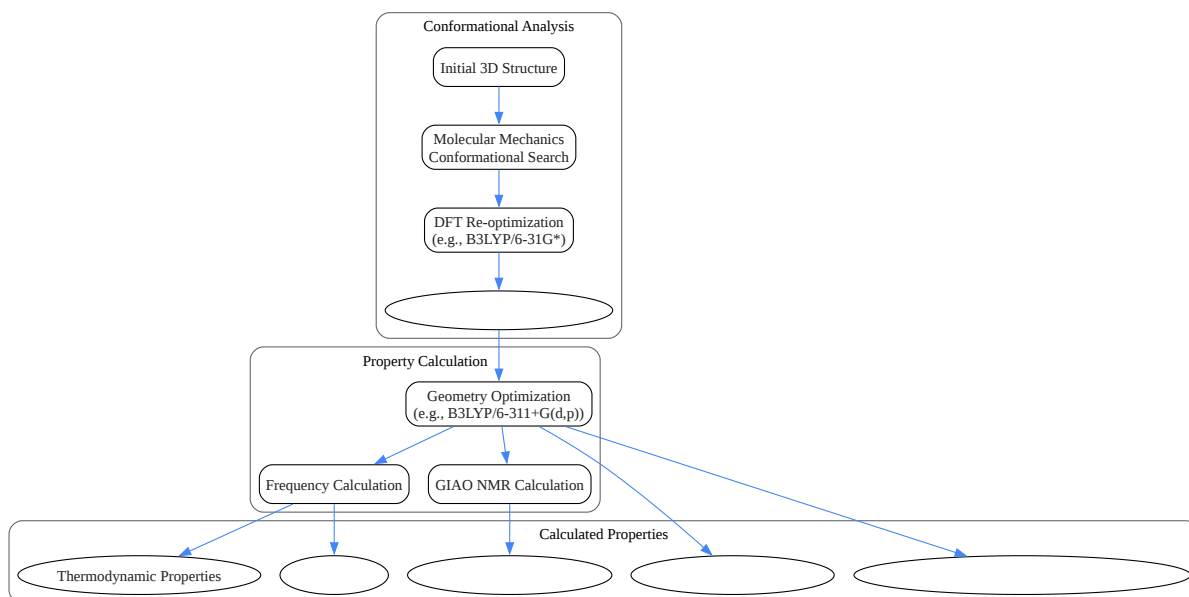 Conformational Analysis
Initial 3D Structure
Molecular Mechanics
Conformational Search
DFT Re-optimization
(e.g., B3LYP/6-31G*)
Property Calculation
Geometry Optimization
(e.g., B3LYP/6-311+G(d,p))
Frequency Calculation
GIAO NMR Calculation
Calculated Properties
Thermodynamic Properties